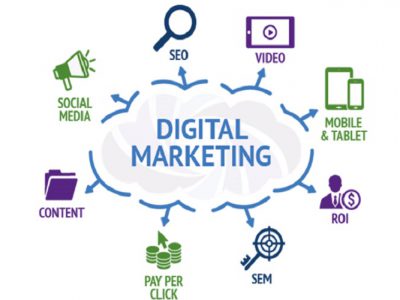 SEO
VIDEO
SOCIAL
MEDIA
MOBILE
& TABLET
DIGITAL
MARKETING
CONTENT
ROI
PAY PER
CLICK
SEM